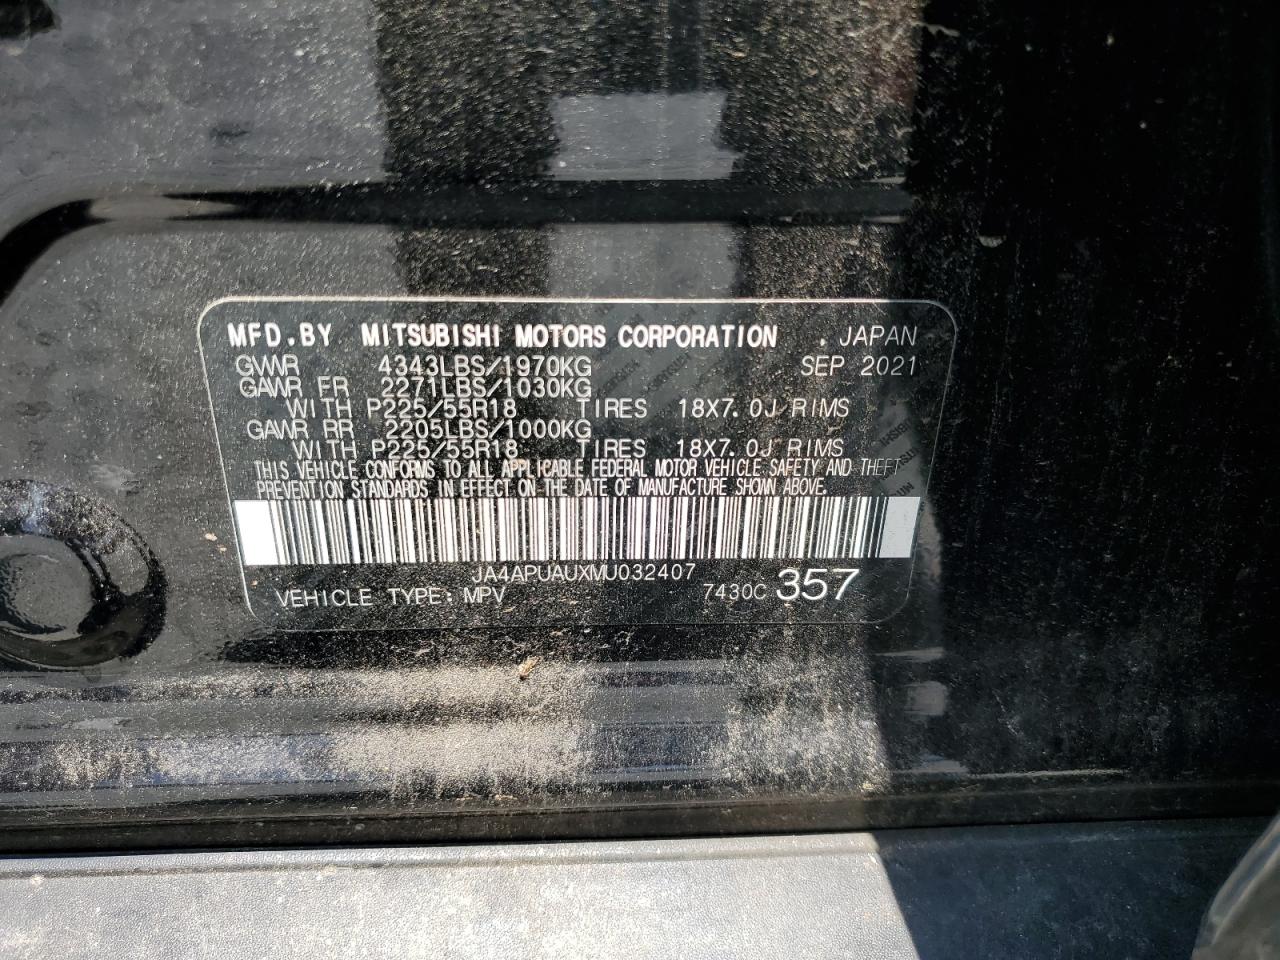 MFD.BY MITSUBISHI MOTORS CORPORATION . JAPAN
GVWR 4343LBS/1970KG SEP 2021
GAWR FR 2271LBS/1030KG
WITH P225/55R18 TIRES 18X7.0J RIMS
GAWR RR 2205LBS/1000KG
WITH P225/55R18 TIRES 18X7.0J RIMS
THIS VEHICLE CONFORMS TO ALL APPLICABLE FEDERAL MOTOR VEHICLE SAFETY AND THEFT
PREVENTION STANDARDS IN EFFECT ON THE DATE OF MANUFACTURE SHOWN ABOVE.
JA4APUAUXMU032407
VEHICLE TYPE: MPV 7430C 357